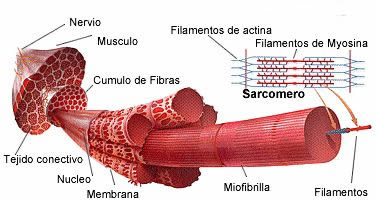 Nervio
Musculo
Cumulo de Fibras
Filamentos de actina
Filamentos de Myosina
Sarcomero
Tejido conectivo
Nucleo
Membrana
Miofibrilla
Filamentos